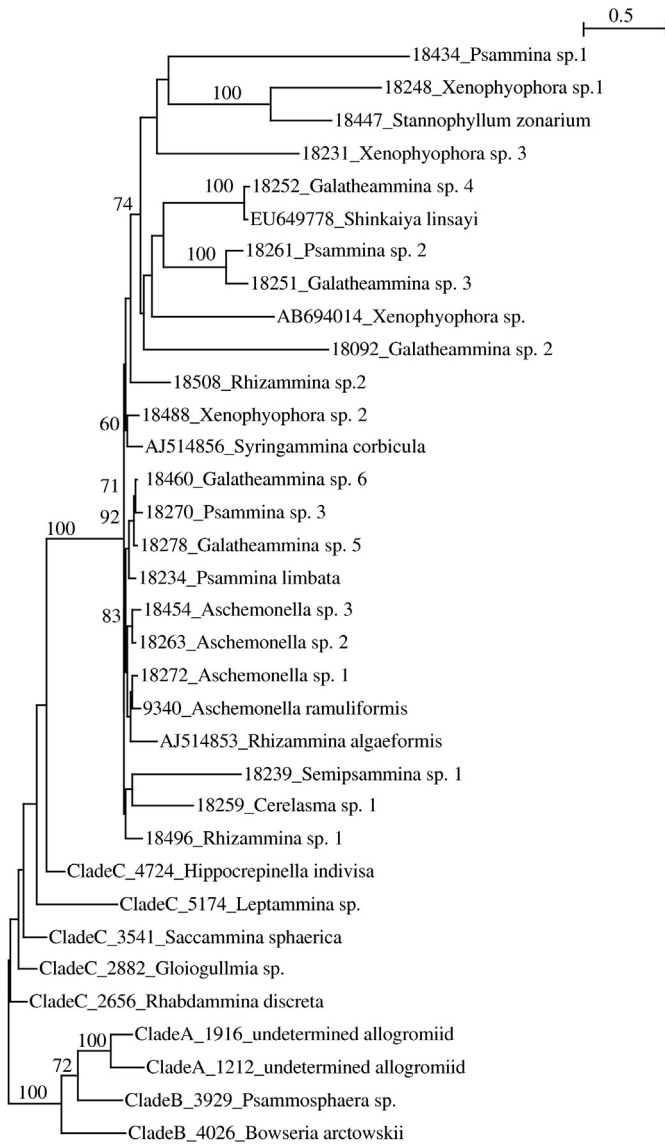 0.5
18434_Psammina sp.1
100
18248_Xenophyophora sp.1
18447_Stannophyllum zonarium
18231_Xenophyophora sp. 3
100
18252_Galatheammina sp. 4
74
EU649778_Shinkaiya linsayi
100
18261_Psammina sp. 2
18251_Galatheammina sp. 3
AB694014_Xenophyophora sp.
18092_Galatheammina sp. 2
18508_Rhizammina sp.2
18488_Xenophyophora sp. 2
60
AJ514856_Syringammina corbicula
18460_Galatheammina sp. 6
71
18270_Psammina sp. 3
92
100
18278_Galatheammina sp. 5
18234_Psammina limbata
18454_Aschemonella sp. 3
83
18263_Aschemonella sp. 2
18272_Aschemonella sp. 1
9340_Aschemonella ramuliformis
AJ514853_Rhizammina algaeformis
18239_Semipsammina sp. 1
18259_Cerelasma sp. 1
18496_Rhizammina sp. 1
CladeC_4724_Hippocrepinella indivisa
CladeC_5174_Leptammina sp.
CladeC_3541_Saccammina sphaerica
CladeC_2882_Gloiogullmia sp.
CladeC_2656_Rhabdammina discreta
CladeA_1916_undetermined allogromiid
100
CladeA_1212_undetermined allogromiid
72
100
CladeB_3929_Psammosphaera sp.
CladeB_4026_Bowseria arctowskii